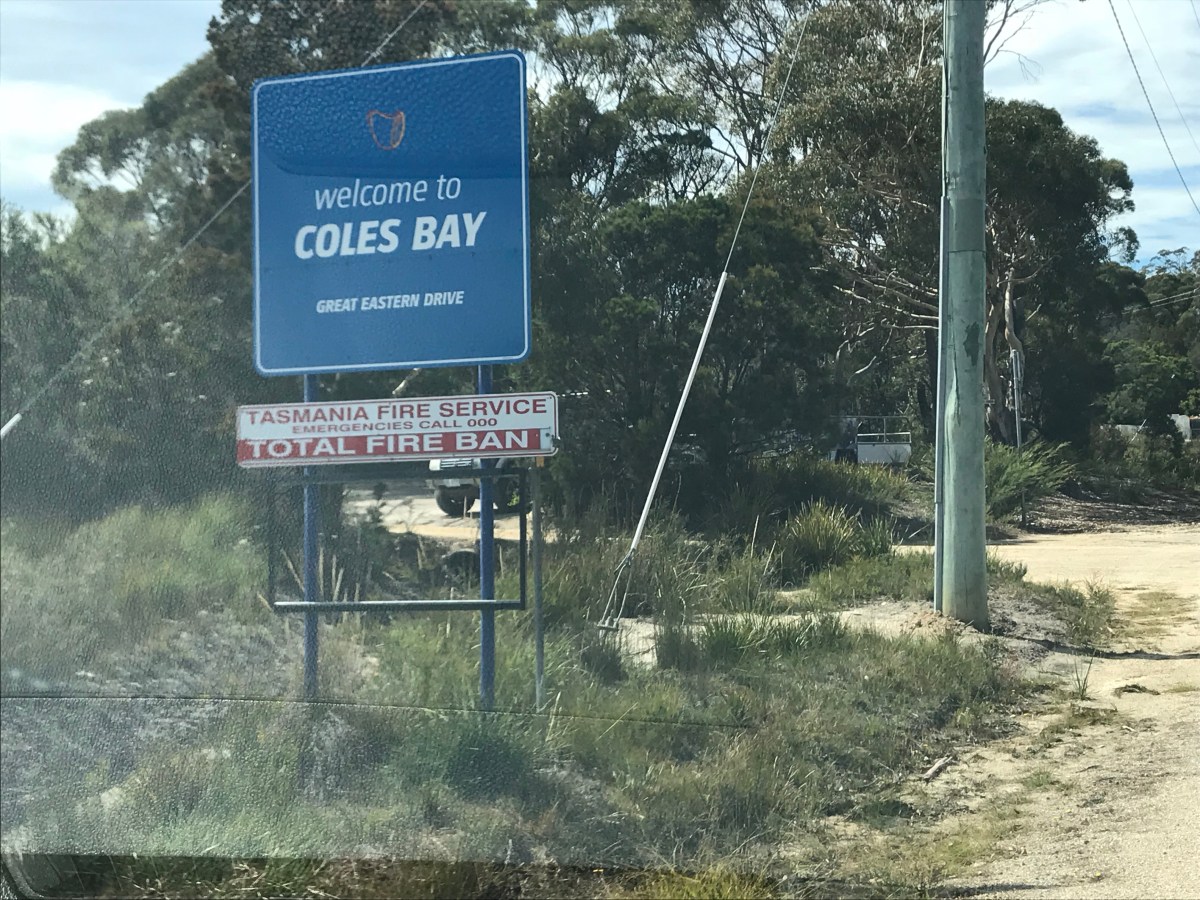 welcome to
COLES BAY
GREAT EASTERN DRIVE
TASMANIA FIRE SERVICE
EMERGENCIES CALL 000
TOTAL FIRE BAN